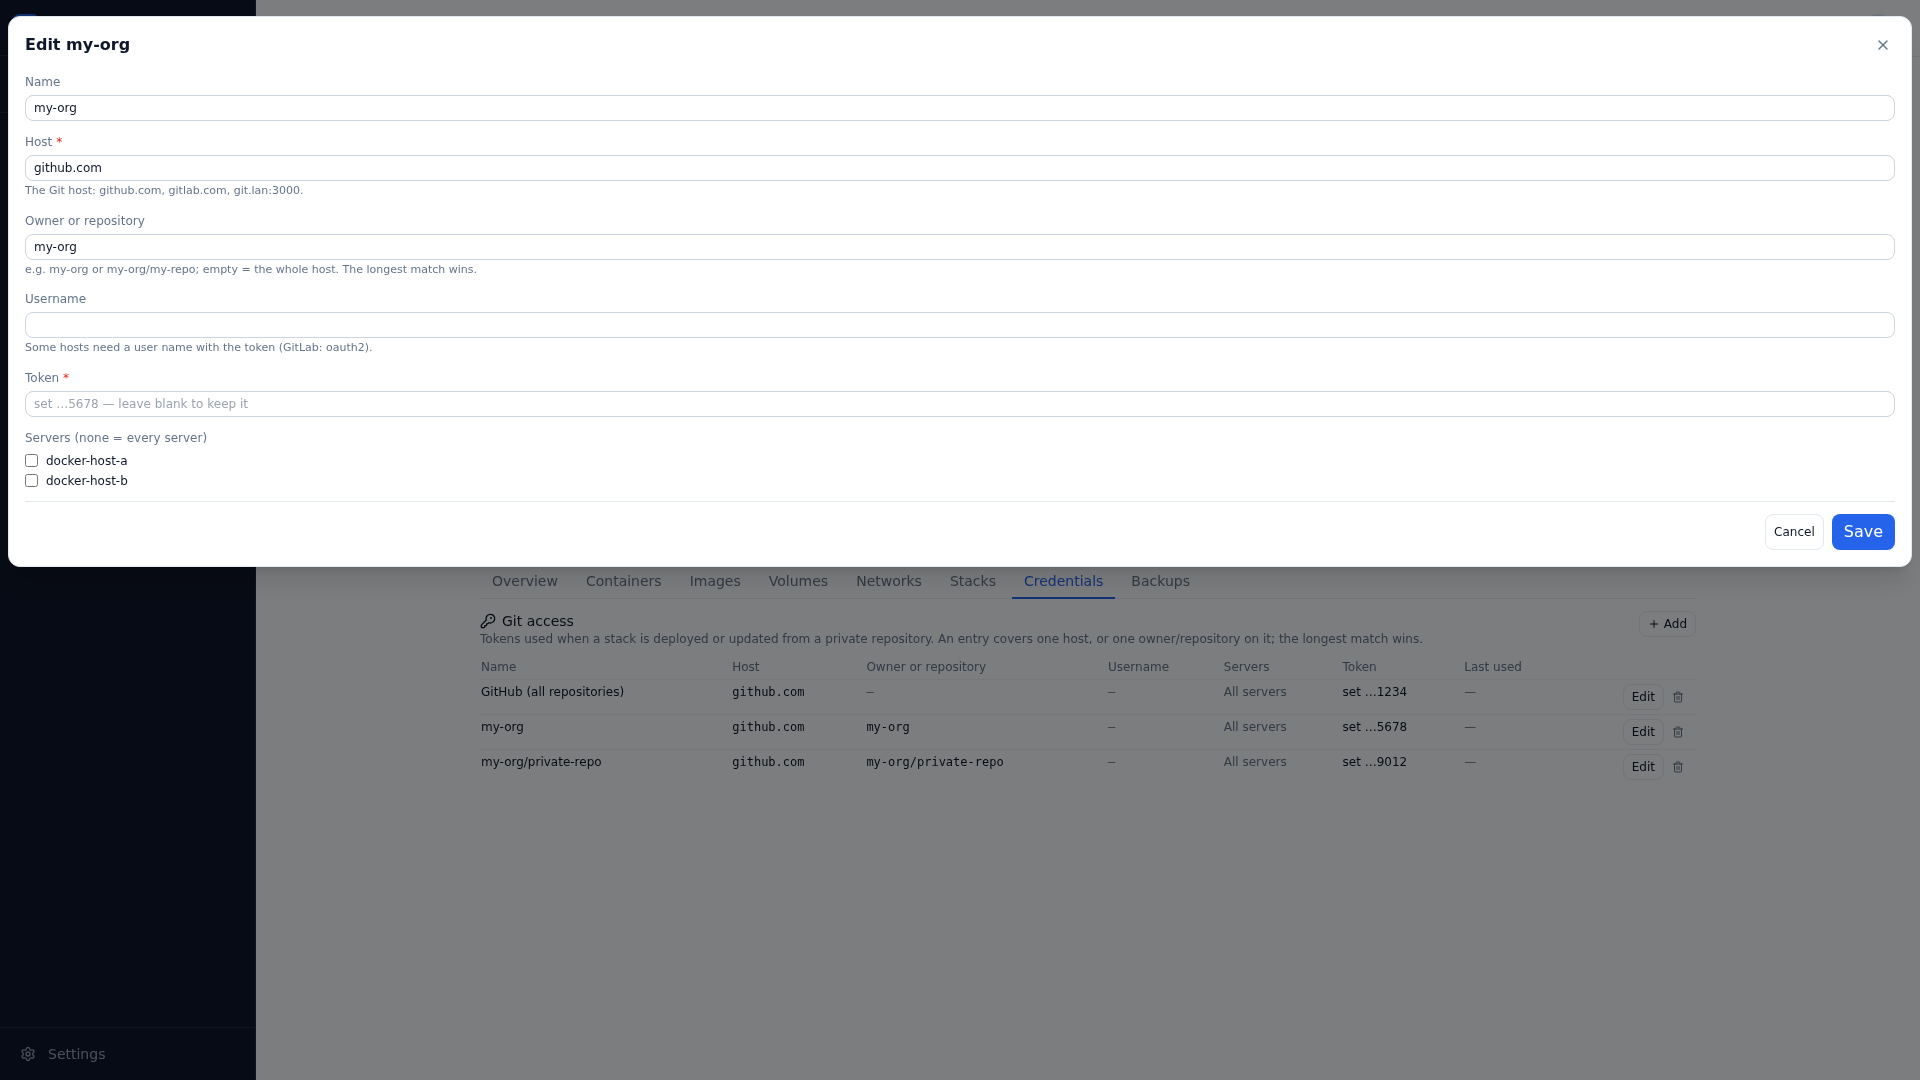 Edit my-org
Name
my-org
Host *
github.com
The Git host: github.com, gitlab.com, git.lan:3000.
Owner or repository
my-org
e.g. my-org or my-org/my-repo; empty = the whole host. The longest match wins.
Username
Some hosts need a user name with the token (GitLab: oauth2).
Token *
set …5678 — leave blank to keep it
Servers (none = every server)
docker-host-a
docker-host-b
Cancel Save
Overview Containers Images Volumes Networks Stacks Credentials Backups
Git access
+ Add
Tokens used when a stack is deployed or updated from a private repository. An entry covers one host, or one owner/repository on it; the longest match wins.
Name Host Owner or repository Username Servers Token Last used
GitHub (all repositories) github.com — — All servers set …1234 — Edit
my-org github.com my-org — All servers set …5678 — Edit
my-org/private-repo github.com my-org/private-repo — All servers set …9012 — Edit
Settings